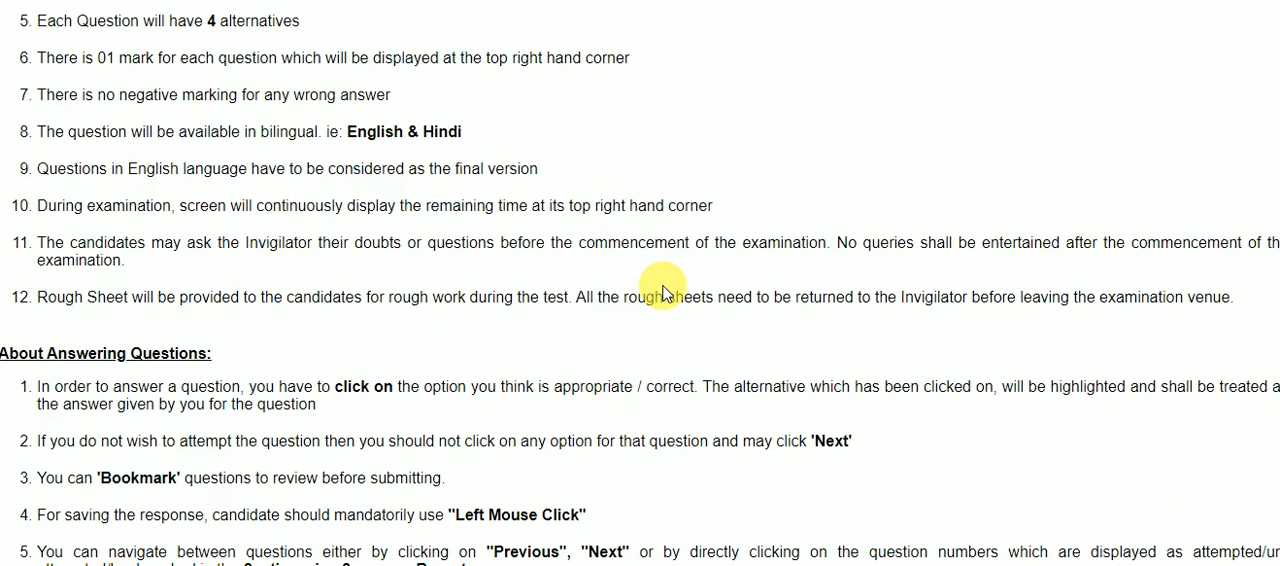 5. Each Question will have 4 alternatives
6. There is 01 mark for each question which will be displayed at the top right hand corner
7. There is no negative marking for any wrong answer
8. The question will be available in bilingual. ie: English & Hindi
9. Questions in English language have to be considered as the final version
10. During examination, screen will continuously display the remaining time at its top right hand corner
11. The candidates may ask the Invigilator their doubts or questions before the commencement of the examination. No queries shall be entertained after the commencement of th
examination.
12. Rough Sheet will be provided to the candidates for rough work during the test. All the rough sheets need to be returned to the Invigilator before leaving the examination venue.
About Answering Questions:
1. In order to answer a question, you have to click on the option you think is appropriate / correct. The alternative which has been clicked on, will be highlighted and shall be treated a
the answer given by you for the question
2. If you do not wish to attempt the question then you should not click on any option for that question and may click 'Next'
3. You can 'Bookmark' questions to review before submitting.
4. For saving the response, candidate should mandatorily use "Left Mouse Click"
5. You can navigate between questions either by clicking on "Previous", "Next" or by directly clicking on the question numbers which are displayed as attempted/ur